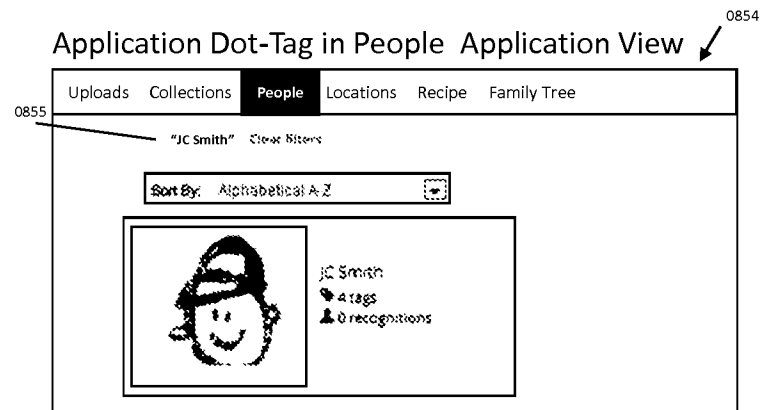 0854
Application Dot-Tag in People Application View
Uploads Collections People Locations Recipe Family Tree
0855
"JC Smith" Clear filters
Sort By: Alphabetical A-Z
JC Smith
4 tags
0 recognitions